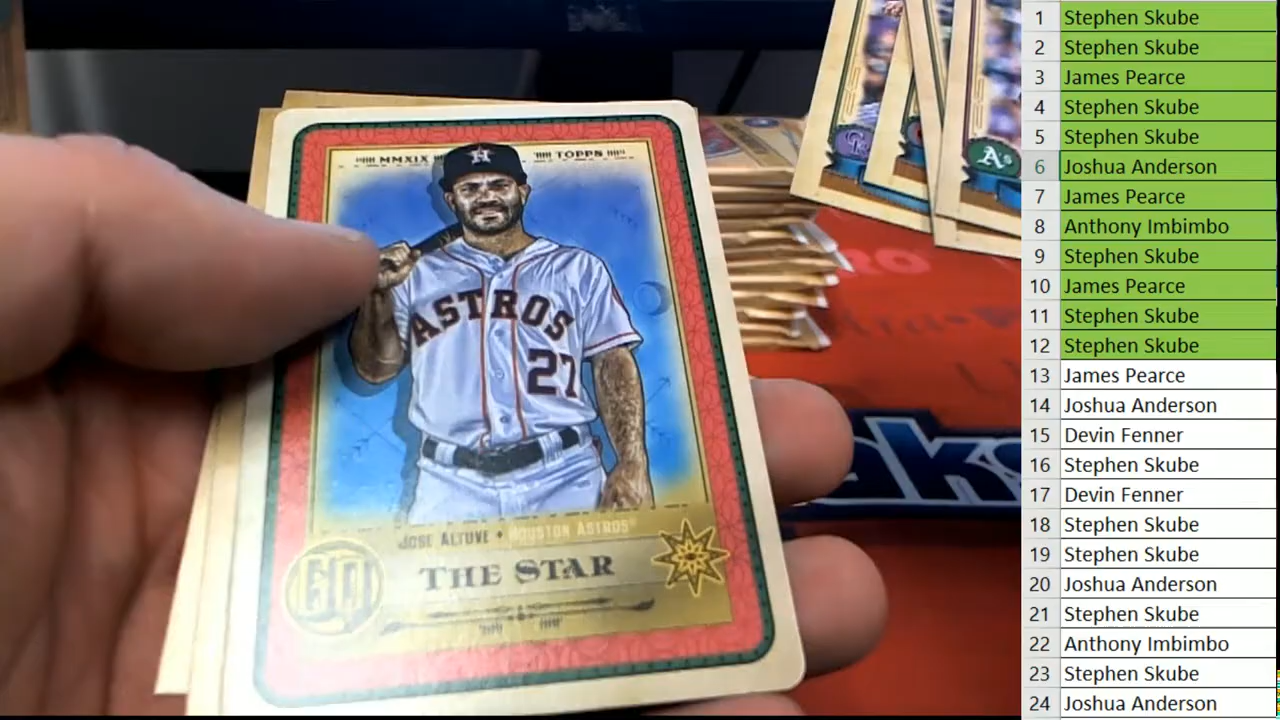 MMXIX TOPPS
H
ASTROS
27
JOSE ALTUVE • HOUSTON ASTROS
GQ
THE STAR
CR
A's
aks
1 Stephen Skube
2 Stephen Skube
3 James Pearce
4 Stephen Skube
5 Stephen Skube
6 Joshua Anderson
7 James Pearce
8 Anthony Imbimbo
9 Stephen Skube
10 James Pearce
11 Stephen Skube
12 Stephen Skube
13 James Pearce
14 Joshua Anderson
15 Devin Fenner
16 Stephen Skube
17 Devin Fenner
18 Stephen Skube
19 Stephen Skube
20 Joshua Anderson
21 Stephen Skube
22 Anthony Imbimbo
23 Stephen Skube
24 Joshua Anderson